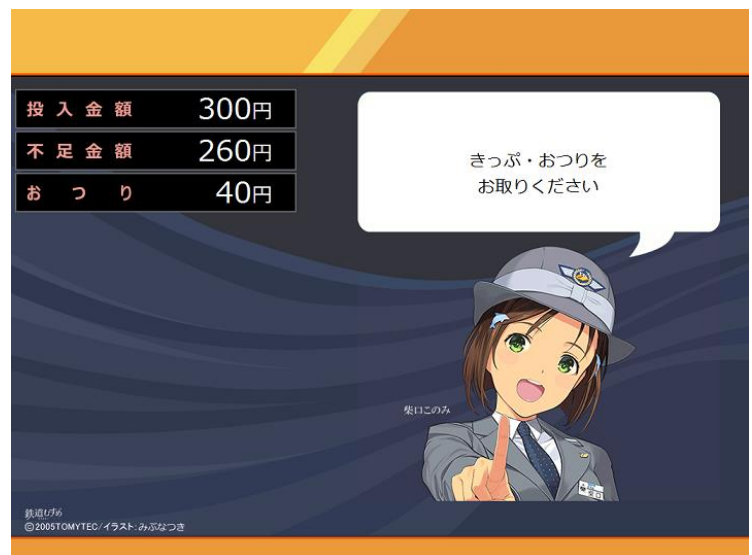 投入金額 300円
不足金額 260円
おつり 40円
きっぷ・おつりを
お取りください
柴口このみ
鉄道むすめ
©2005TOMYTEC/イラスト:みぶなつき